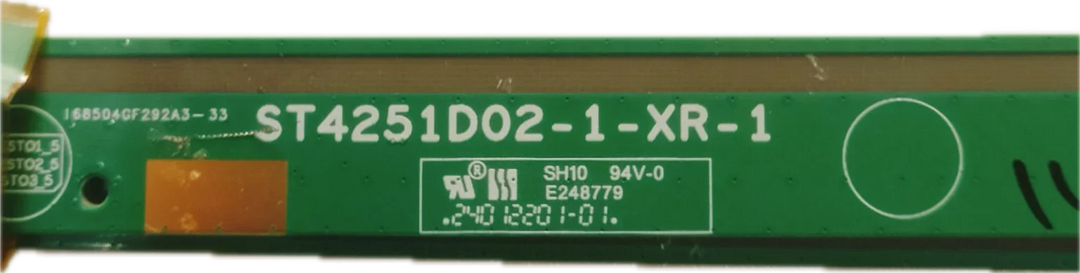 168504GF292A3-33
ST4251D02-1-XR-1
STO1_5
STO2_5
STO3_5
® SH10 94V-0
E248779
.24012201-01.